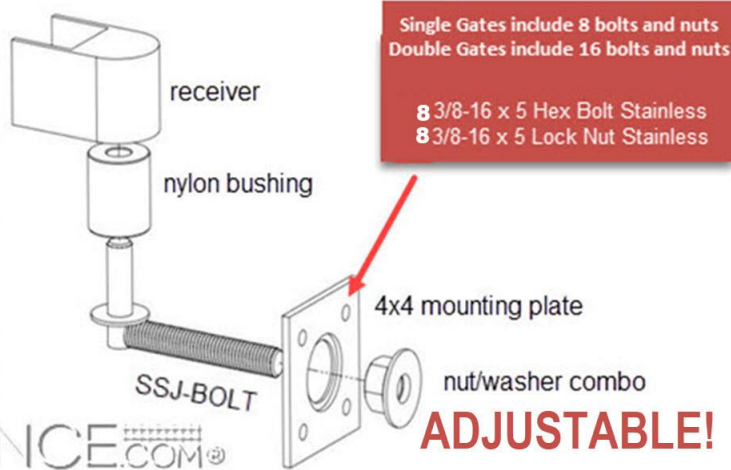 Single Gates include 8 bolts and nuts
Double Gates include 16 bolts and nuts
8 3/8-16 x 5 Hex Bolt Stainless
8 3/8-16 x 5 Lock Nut Stainless
receiver
nylon bushing
4x4 mounting plate
SSJ-BOLT
nut/washer combo
NCE.COM®
ADJUSTABLE!